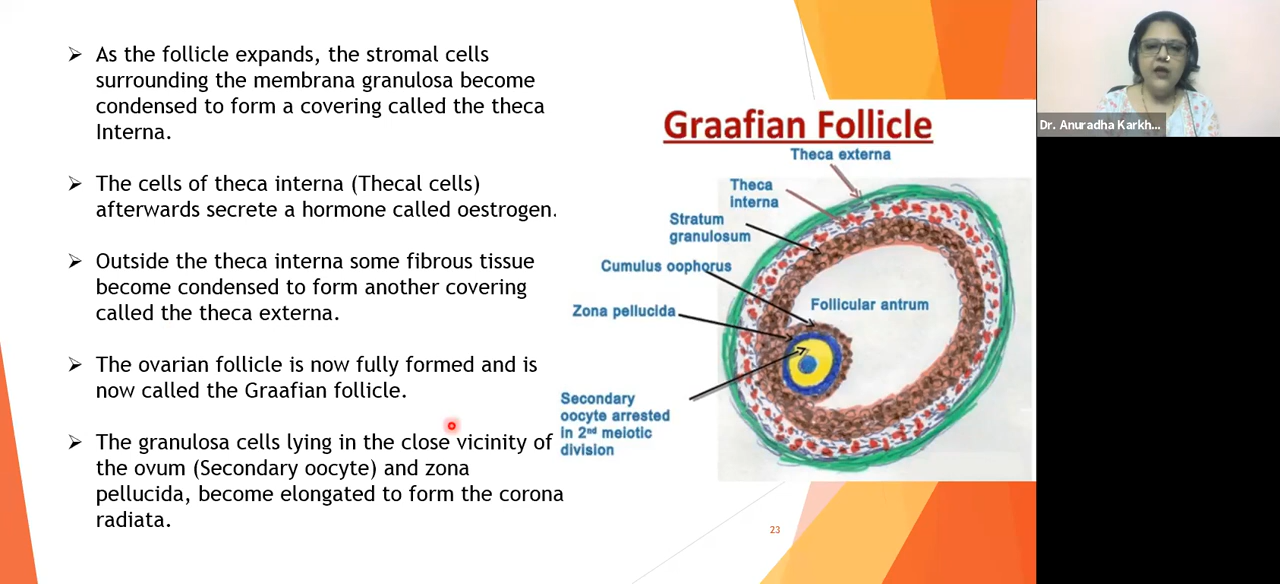 ➢ As the follicle expands, the stromal cells
surrounding the membrana granulosa become
condensed to form a covering called the theca
Interna.
➢ The cells of theca interna (Thecal cells)
afterwards secrete a hormone called oestrogen.
➢ Outside the theca interna some fibrous tissue
become condensed to form another covering
called the theca externa.
➢ The ovarian follicle is now fully formed and is
now called the Graafian follicle.
➢ The granulosa cells lying in the close vicinity of
the ovum (Secondary oocyte) and zona
pellucida, become elongated to form the corona
radiata.
Graafian Follicle
Theca externa
Theca
interna
Stratum
granulosum
Cumulus oophorus
Zona pellucida
Follicular antrum
Secondary
oocyte arrested
in 2nd meiotic
division
23
Dr. Anuradha Karkh...